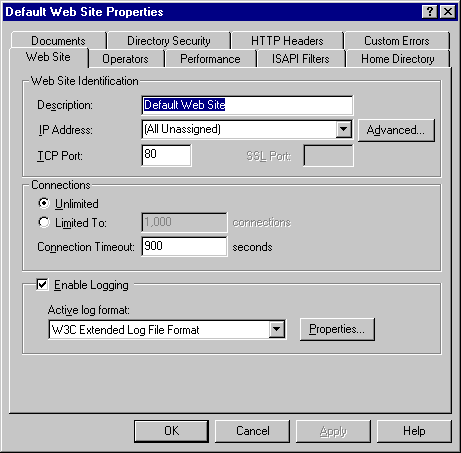 Default Web Site Properties
Documents Directory Security HTTP Headers Custom Errors
Web Site Operators Performance ISAPI Filters Home Directory
Web Site Identification
Description: Default Web Site
IP Address: (All Unassigned) Advanced...
TCP Port: 80 SSL Port:
Connections
Unlimited
Limited To: 1,000 connections
Connection Timeout: 900 seconds
Enable Logging
Active log format:
W3C Extended Log File Format Properties...
OK Cancel Apply Help